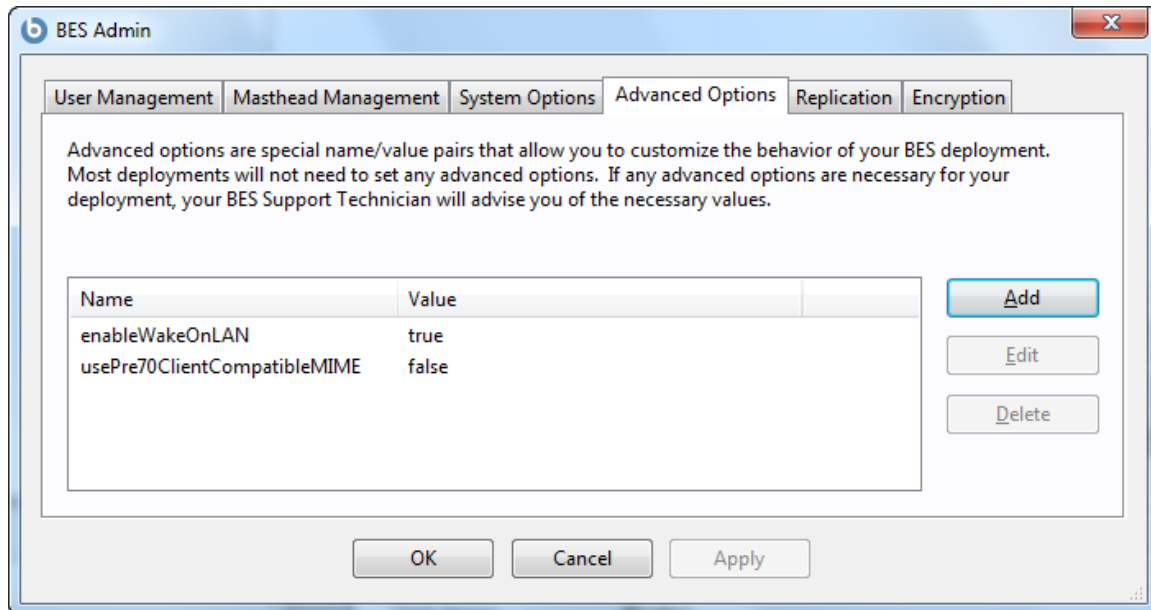 BES Admin
User Management Masthead Management System Options Advanced Options Replication Encryption
Advanced options are special name/value pairs that allow you to customize the behavior of your BES deployment.
Most deployments will not need to set any advanced options. If any advanced options are necessary for your
deployment, your BES Support Technician will advise you of the necessary values.
Name Value
enableWakeOnLAN true
usePre70ClientCompatibleMIME false
Add
Edit
Delete
OK Cancel Apply